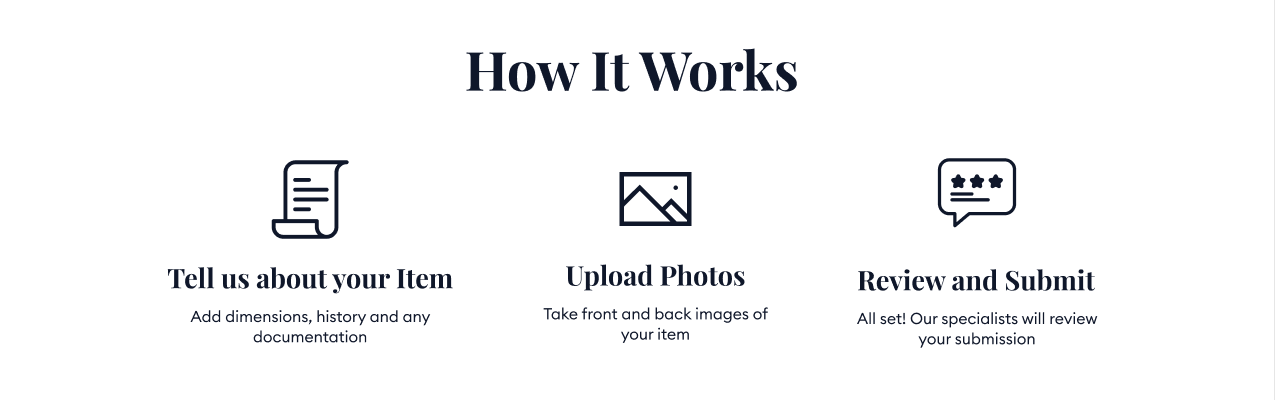 How It Works
Tell us about your Item
Add dimensions, history and any
documentation
Upload Photos
Take front and back images of
your item
Review and Submit
All set! Our specialists will review
your submission